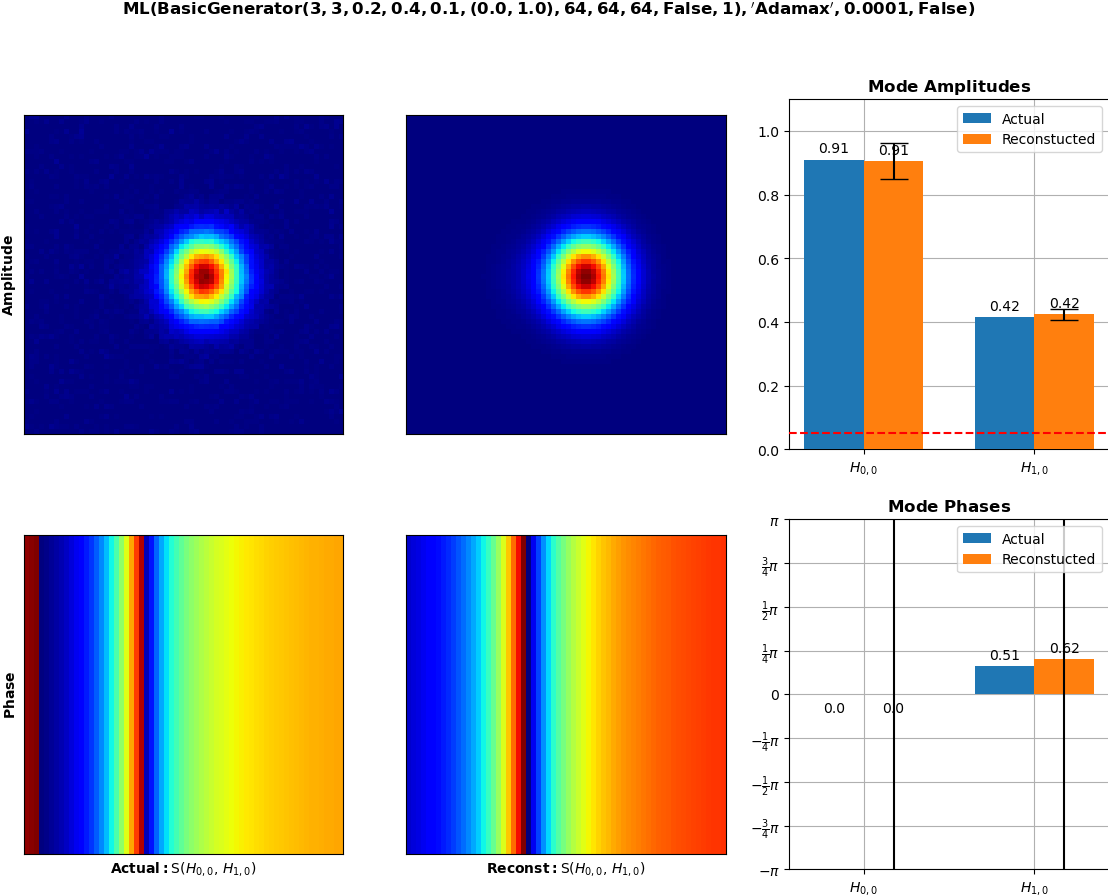 ML(BasicGenerator(3, 3, 0.2, 0.4, 0.1, (0.0, 1.0), 64, 64, 64, False, 1), 'Adamax', 0.0001, False)
Amplitude
Mode Amplitudes
Actual
Reconstucted
1.0
0.8
0.6
0.4
0.2
0.0
0.91
0.91
0.42
0.42
H0,0
H1,0
Phase
Actual: S(H0,0, H1,0)
Reconst: S(H0,0, H1,0)
Mode Phases
Actual
Reconstucted
π
3/4π
1/2π
1/4π
0
−1/4π
−1/2π
−3/4π
−π
0.0
0.0
0.51
0.62
H0,0
H1,0